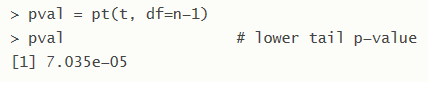 > pval = pt(t, df=n−1)
> pval # lower tail p−value
[1] 7.035e−05